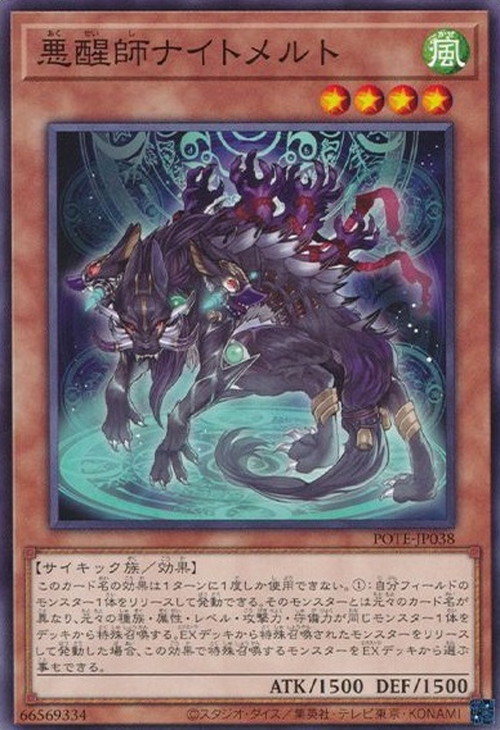 悪醒師ナイトメルト
風
POTE-JP038
【サイキック族／効果】
このカード名の効果は１ターンに１度しか使用できない。①：自分フィールドの
モンスター１体をリリースして発動できる。そのモンスターとは元々のカード名が
異なり、元々の種族・属性・レベル・攻撃力・守備力が同じモンスター１体を
デッキから特殊召喚する。EXデッキから特殊召喚されたモンスターをリリース
して発動した場合、この効果で特殊召喚するモンスターをEXデッキから選ぶ
事もできる。
ATK/1500 DEF/1500
66569334 ©スタジオ・ダイス／集英社・テレビ東京・KONAMI